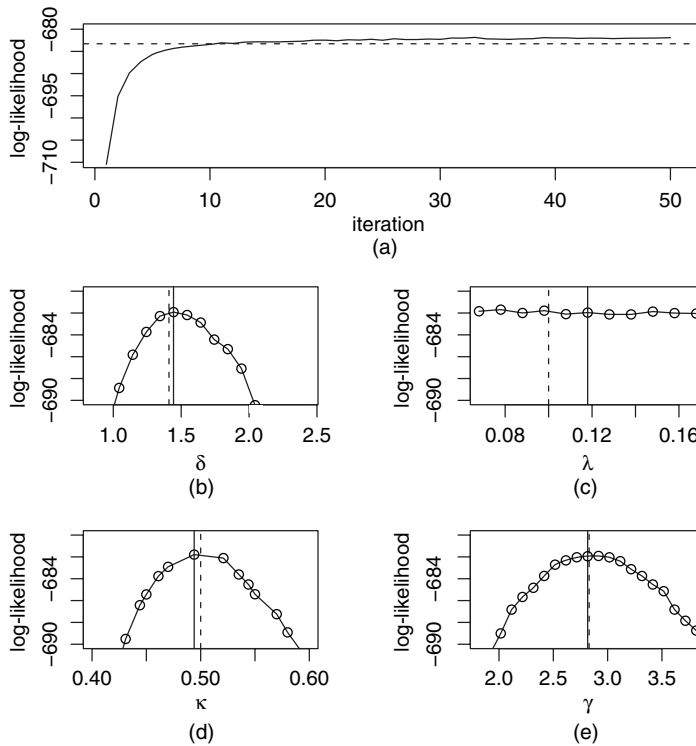 log-likelihood
-680
-695
-710
0 10 20 30 40 50
iteration
(a)
log-likelihood
-684
-690
1.0 1.5 2.0 2.5
δ
(b)
log-likelihood
-684
-690
0.08 0.12 0.16
λ
(c)
log-likelihood
-684
-690
0.40 0.50 0.60
κ
(d)
log-likelihood
-684
-690
2.0 2.5 3.0 3.5
γ
(e)